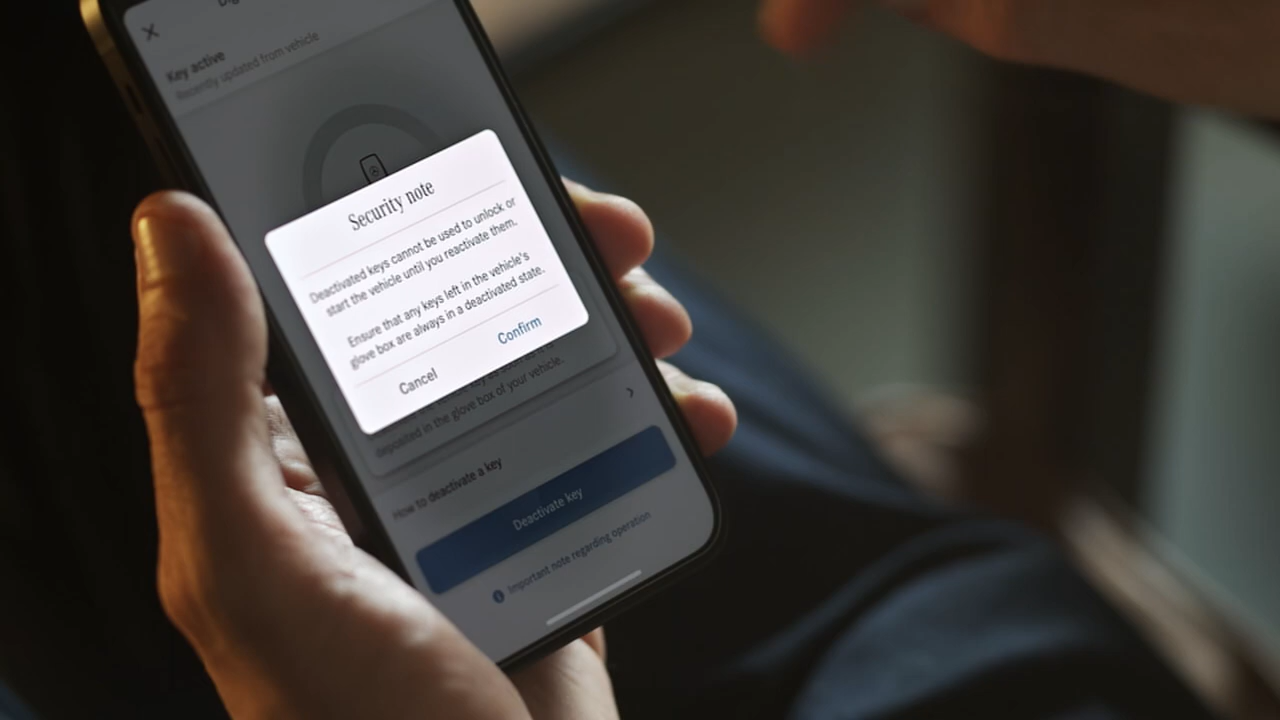 Key active
Recently updated from vehicle
Security note
Deactivated keys cannot be used to unlock or
start the vehicle until you reactivate them.
Ensure that any keys left in the vehicle's
glove box are always in a deactivated state.
Cancel
Confirm
deposited in the glove box of your vehicle.
How to deactivate a key
Deactivate key
Important note regarding operation